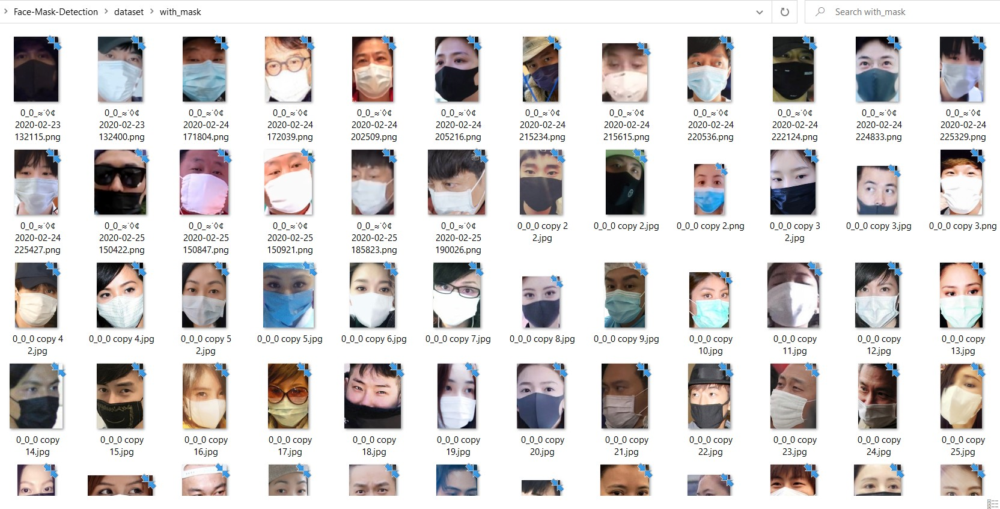 Face-Mask-Detection > dataset > with_mask
Search with_mask
0_0_≈˙◊¢ 2020-02-23 132115.png
0_0_≈˙◊¢ 2020-02-23 132400.png
0_0_≈˙◊¢ 2020-02-24 171804.png
0_0_≈˙◊¢ 2020-02-24 172039.png
0_0_≈˙◊¢ 2020-02-24 202509.png
0_0_≈˙◊¢ 2020-02-24 205216.png
0_0_≈˙◊¢ 2020-02-24 215234.png
0_0_≈˙◊¢ 2020-02-24 215615.png
0_0_≈˙◊¢ 2020-02-24 220536.png
0_0_≈˙◊¢ 2020-02-24 222124.png
0_0_≈˙◊¢ 2020-02-24 224833.png
0_0_≈˙◊¢ 2020-02-24 225329.png
0_0_≈˙◊¢ 2020-02-24 225427.png
0_0_≈˙◊¢ 2020-02-25 150422.png
0_0_≈˙◊¢ 2020-02-25 150847.png
0_0_≈˙◊¢ 2020-02-25 150921.png
0_0_≈˙◊¢ 2020-02-25 185823.png
0_0_≈˙◊¢ 2020-02-25 190026.png
0_0_0 copy 2 2.jpg
0_0_0 copy 2.jpg
0_0_0 copy 2.png
0_0_0 copy 3 2.jpg
0_0_0 copy 3.jpg
0_0_0 copy 3.png
0_0_0 copy 4 2.jpg
0_0_0 copy 4.jpg
0_0_0 copy 5 2.jpg
0_0_0 copy 5.jpg
0_0_0 copy 6.jpg
0_0_0 copy 7.jpg
0_0_0 copy 8.jpg
0_0_0 copy 9.jpg
0_0_0 copy 10.jpg
0_0_0 copy 11.jpg
0_0_0 copy 12.jpg
0_0_0 copy 13.jpg
0_0_0 copy 14.jpg
0_0_0 copy 15.jpg
0_0_0 copy 16.jpg
0_0_0 copy 17.jpg
0_0_0 copy 18.jpg
0_0_0 copy 19.jpg
0_0_0 copy 20.jpg
0_0_0 copy 21.jpg
0_0_0 copy 22.jpg
0_0_0 copy 23.jpg
0_0_0 copy 24.jpg
0_0_0 copy 25.jpg